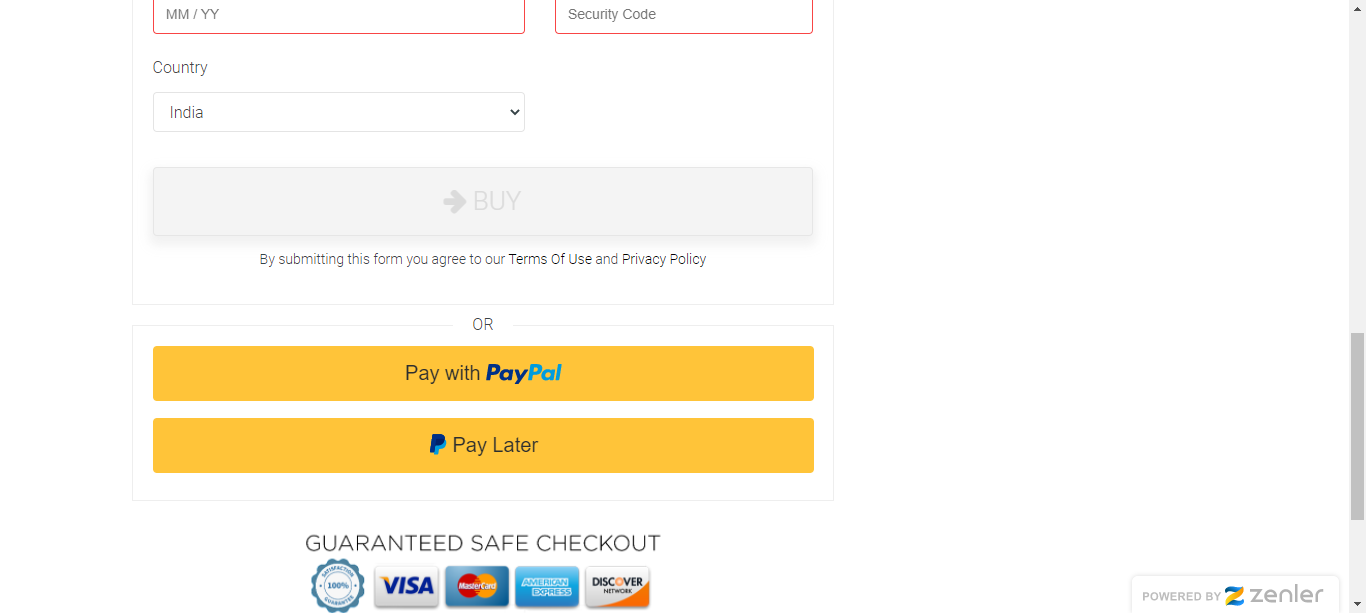 MM / YY
Security Code
Country
India
BUY
By submitting this form you agree to our Terms Of Use and Privacy Policy
OR
Pay with PayPal
Pay Later
GUARANTEED SAFE CHECKOUT
SATISFACTION
100%
GUARANTEE
VISA
MasterCard
AMERICAN EXPRESS
DISCOVER
NETWORK
POWERED BY zenler